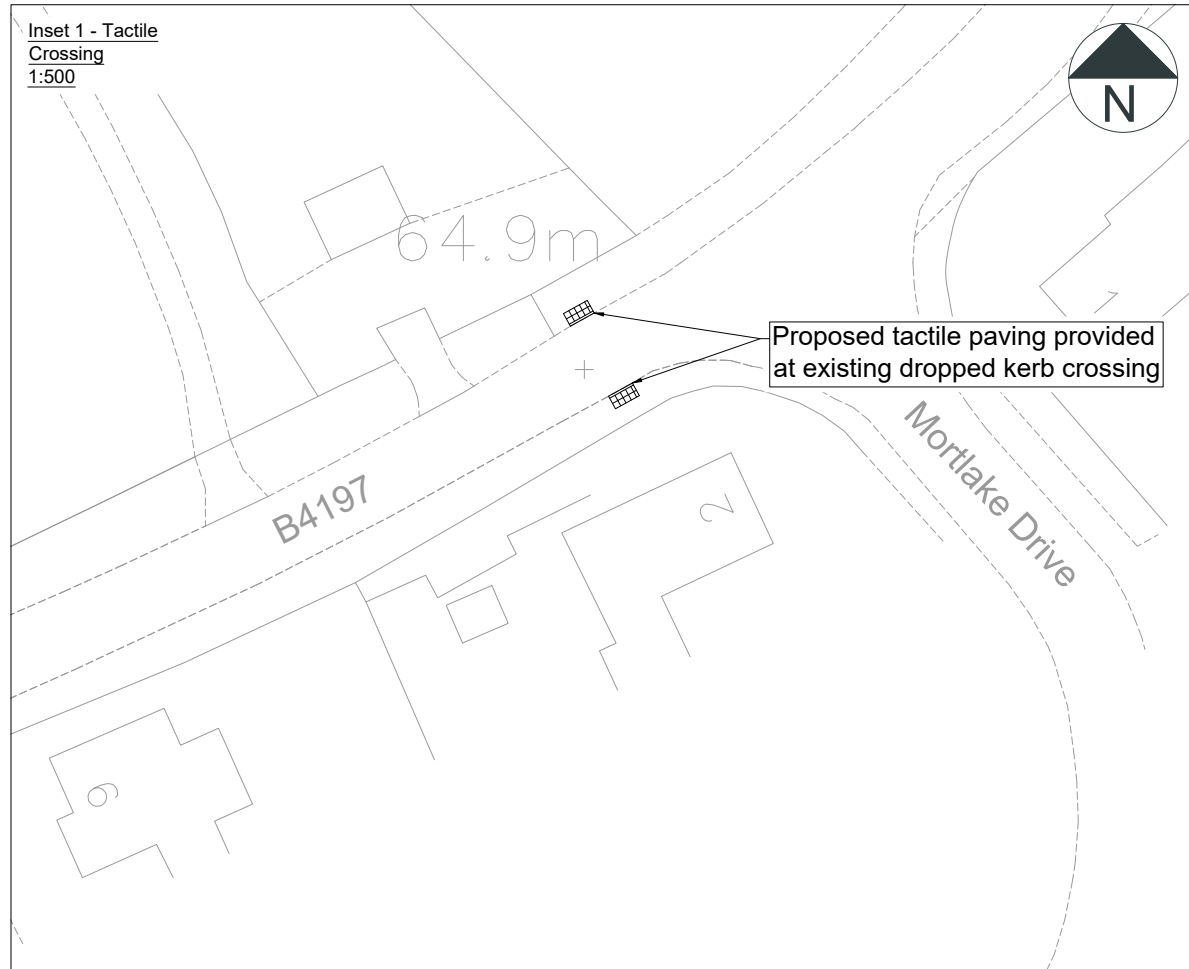 Inset 1 - Tactile
Crossing
1:500
N
64.9m
1
Proposed tactile paving provided
at existing dropped kerb crossing
Mortlake Drive
B4197
2
9